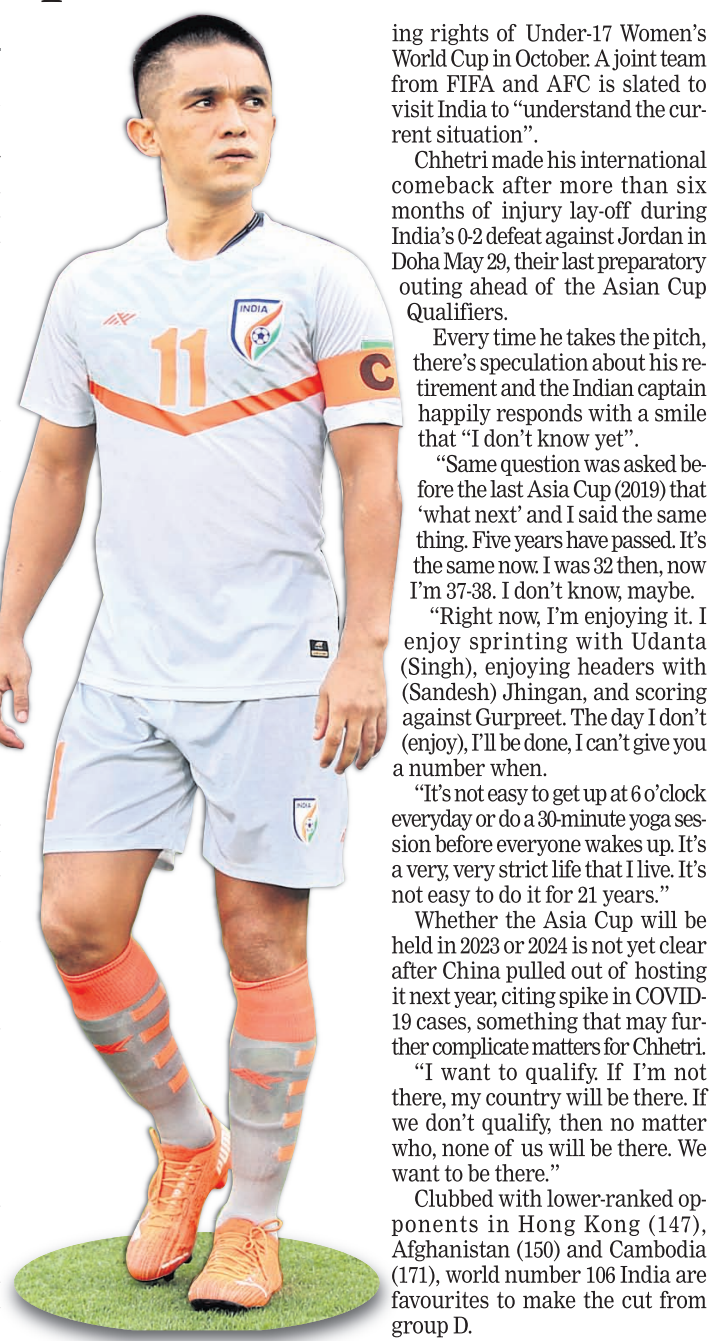 INDIA
11
C
ing rights of Under-17 Women's
World Cup in October. A joint team
from FIFA and AFC is slated to
visit India to “understand the cur-
rent situation”.
Chhetri made his international
comeback after more than six
months of injury lay-off during
India's 0-2 defeat against Jordan in
Doha May 29, their last preparatory
outing ahead of the Asian Cup
Qualifiers.
Every time he takes the pitch,
there's speculation about his re-
tirement and the Indian captain
happily responds with a smile
that “I don't know yet”.
“Same question was asked be-
fore the last Asia Cup (2019) that
‘what next’ and I said the same
thing. Five years have passed. It's
the same now. I was 32 then, now
I'm 37-38. I don't know, maybe.
“Right now, I'm enjoying it. I
enjoy sprinting with Udanta
(Singh), enjoying headers with
(Sandesh) Jhingan, and scoring
against Gurpreet. The day I don't
(enjoy), I'll be done, I can't give you
a number when.
“It's not easy to get up at 6 o'clock
everyday or do a 30-minute yoga ses-
sion before everyone wakes up. It's
a very, very strict life that I live. It's
not easy to do it for 21 years.”
Whether the Asia Cup will be
held in 2023 or 2024 is not yet clear
after China pulled out of hosting
it next year, citing spike in COVID-
19 cases, something that may fur-
ther complicate matters for Chhetri.
“I want to qualify. If I'm not
there, my country will be there. If
we don't qualify, then no matter
who, none of us will be there. We
want to be there.”
Clubbed with lower-ranked op-
ponents in Hong Kong (147),
Afghanistan (150) and Cambodia
(171), world number 106 India are
favourites to make the cut from
group D.